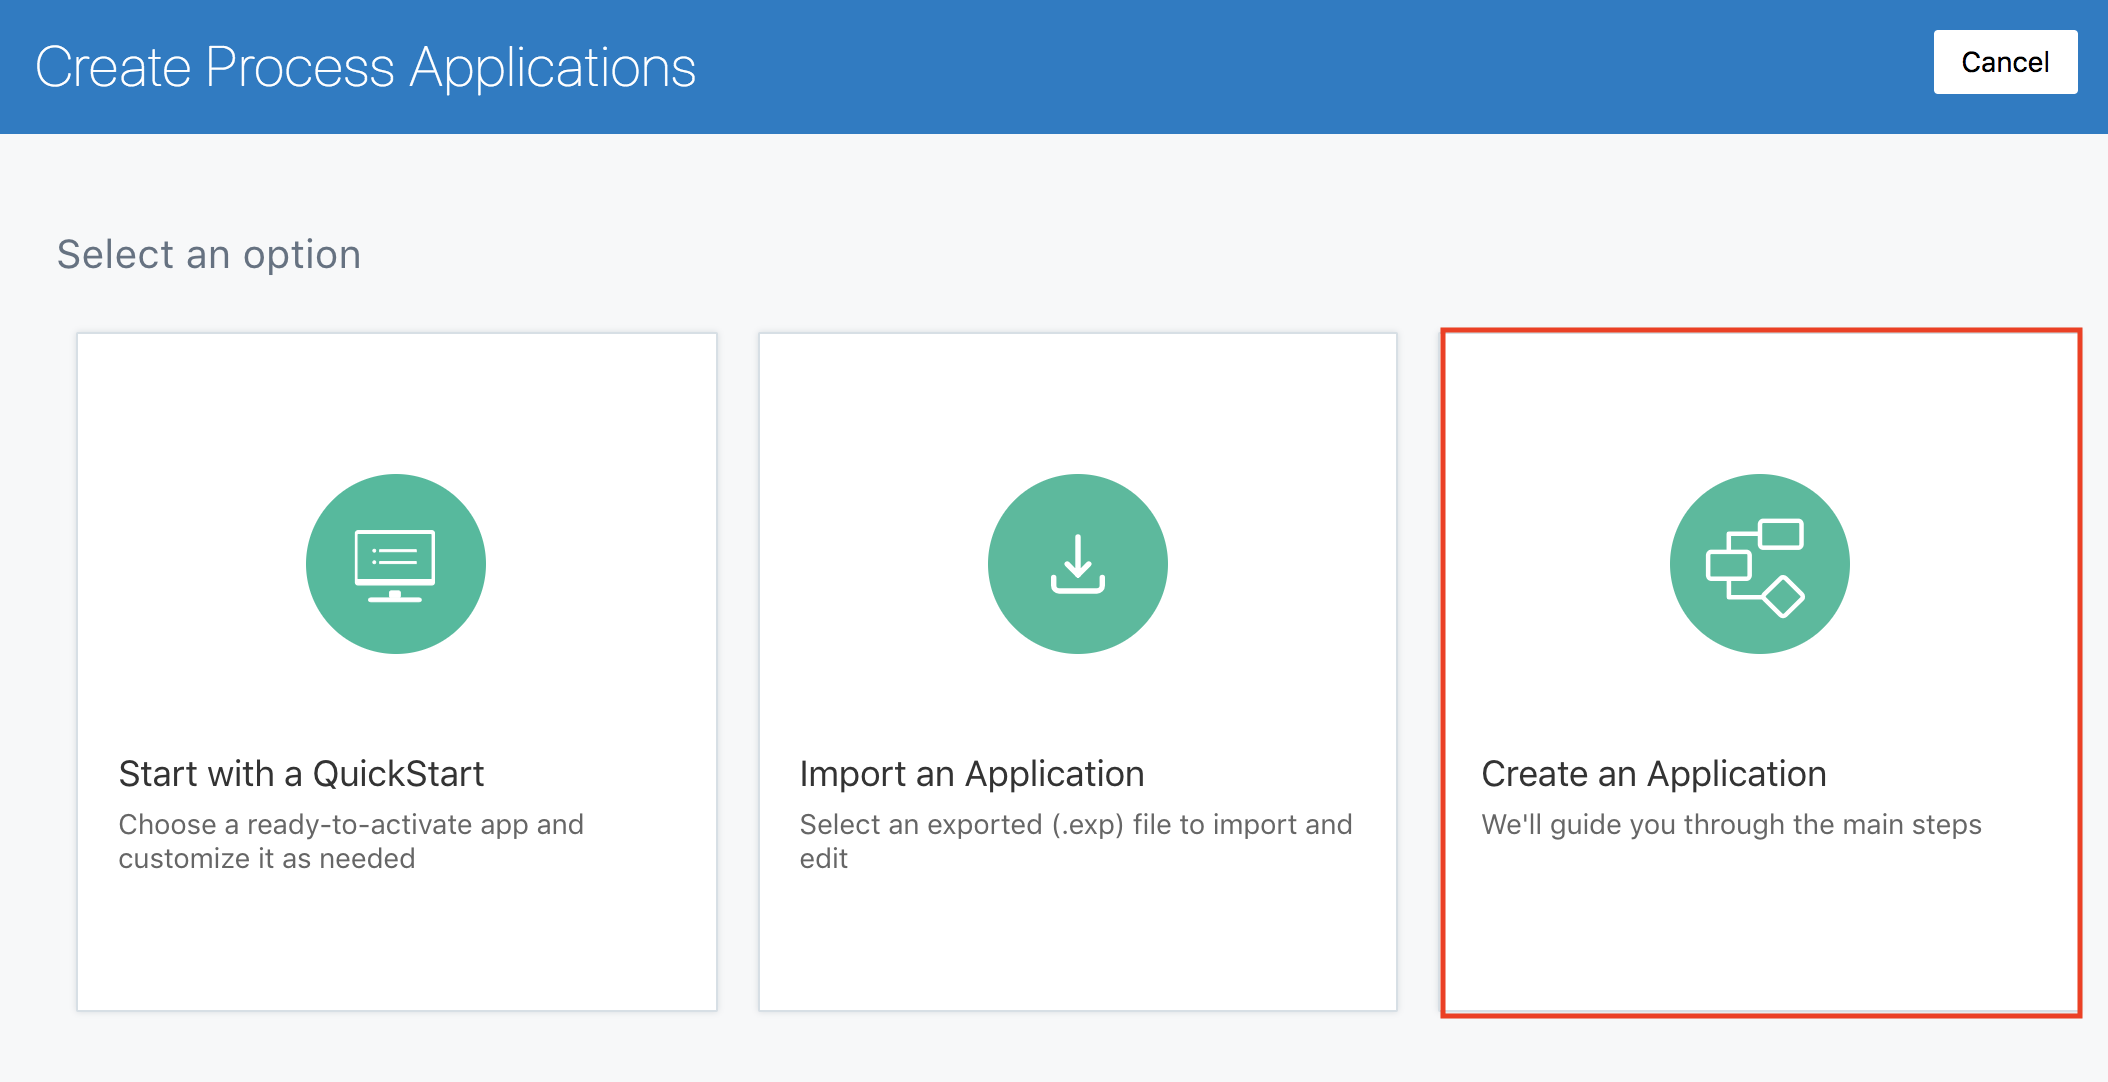 Create Process Applications
Cancel
Select an option
Start with a QuickStart
Choose a ready-to-activate app and
customize it as needed
Import an Application
Select an exported (.exp) file to import and
edit
Create an Application
We'll guide you through the main steps